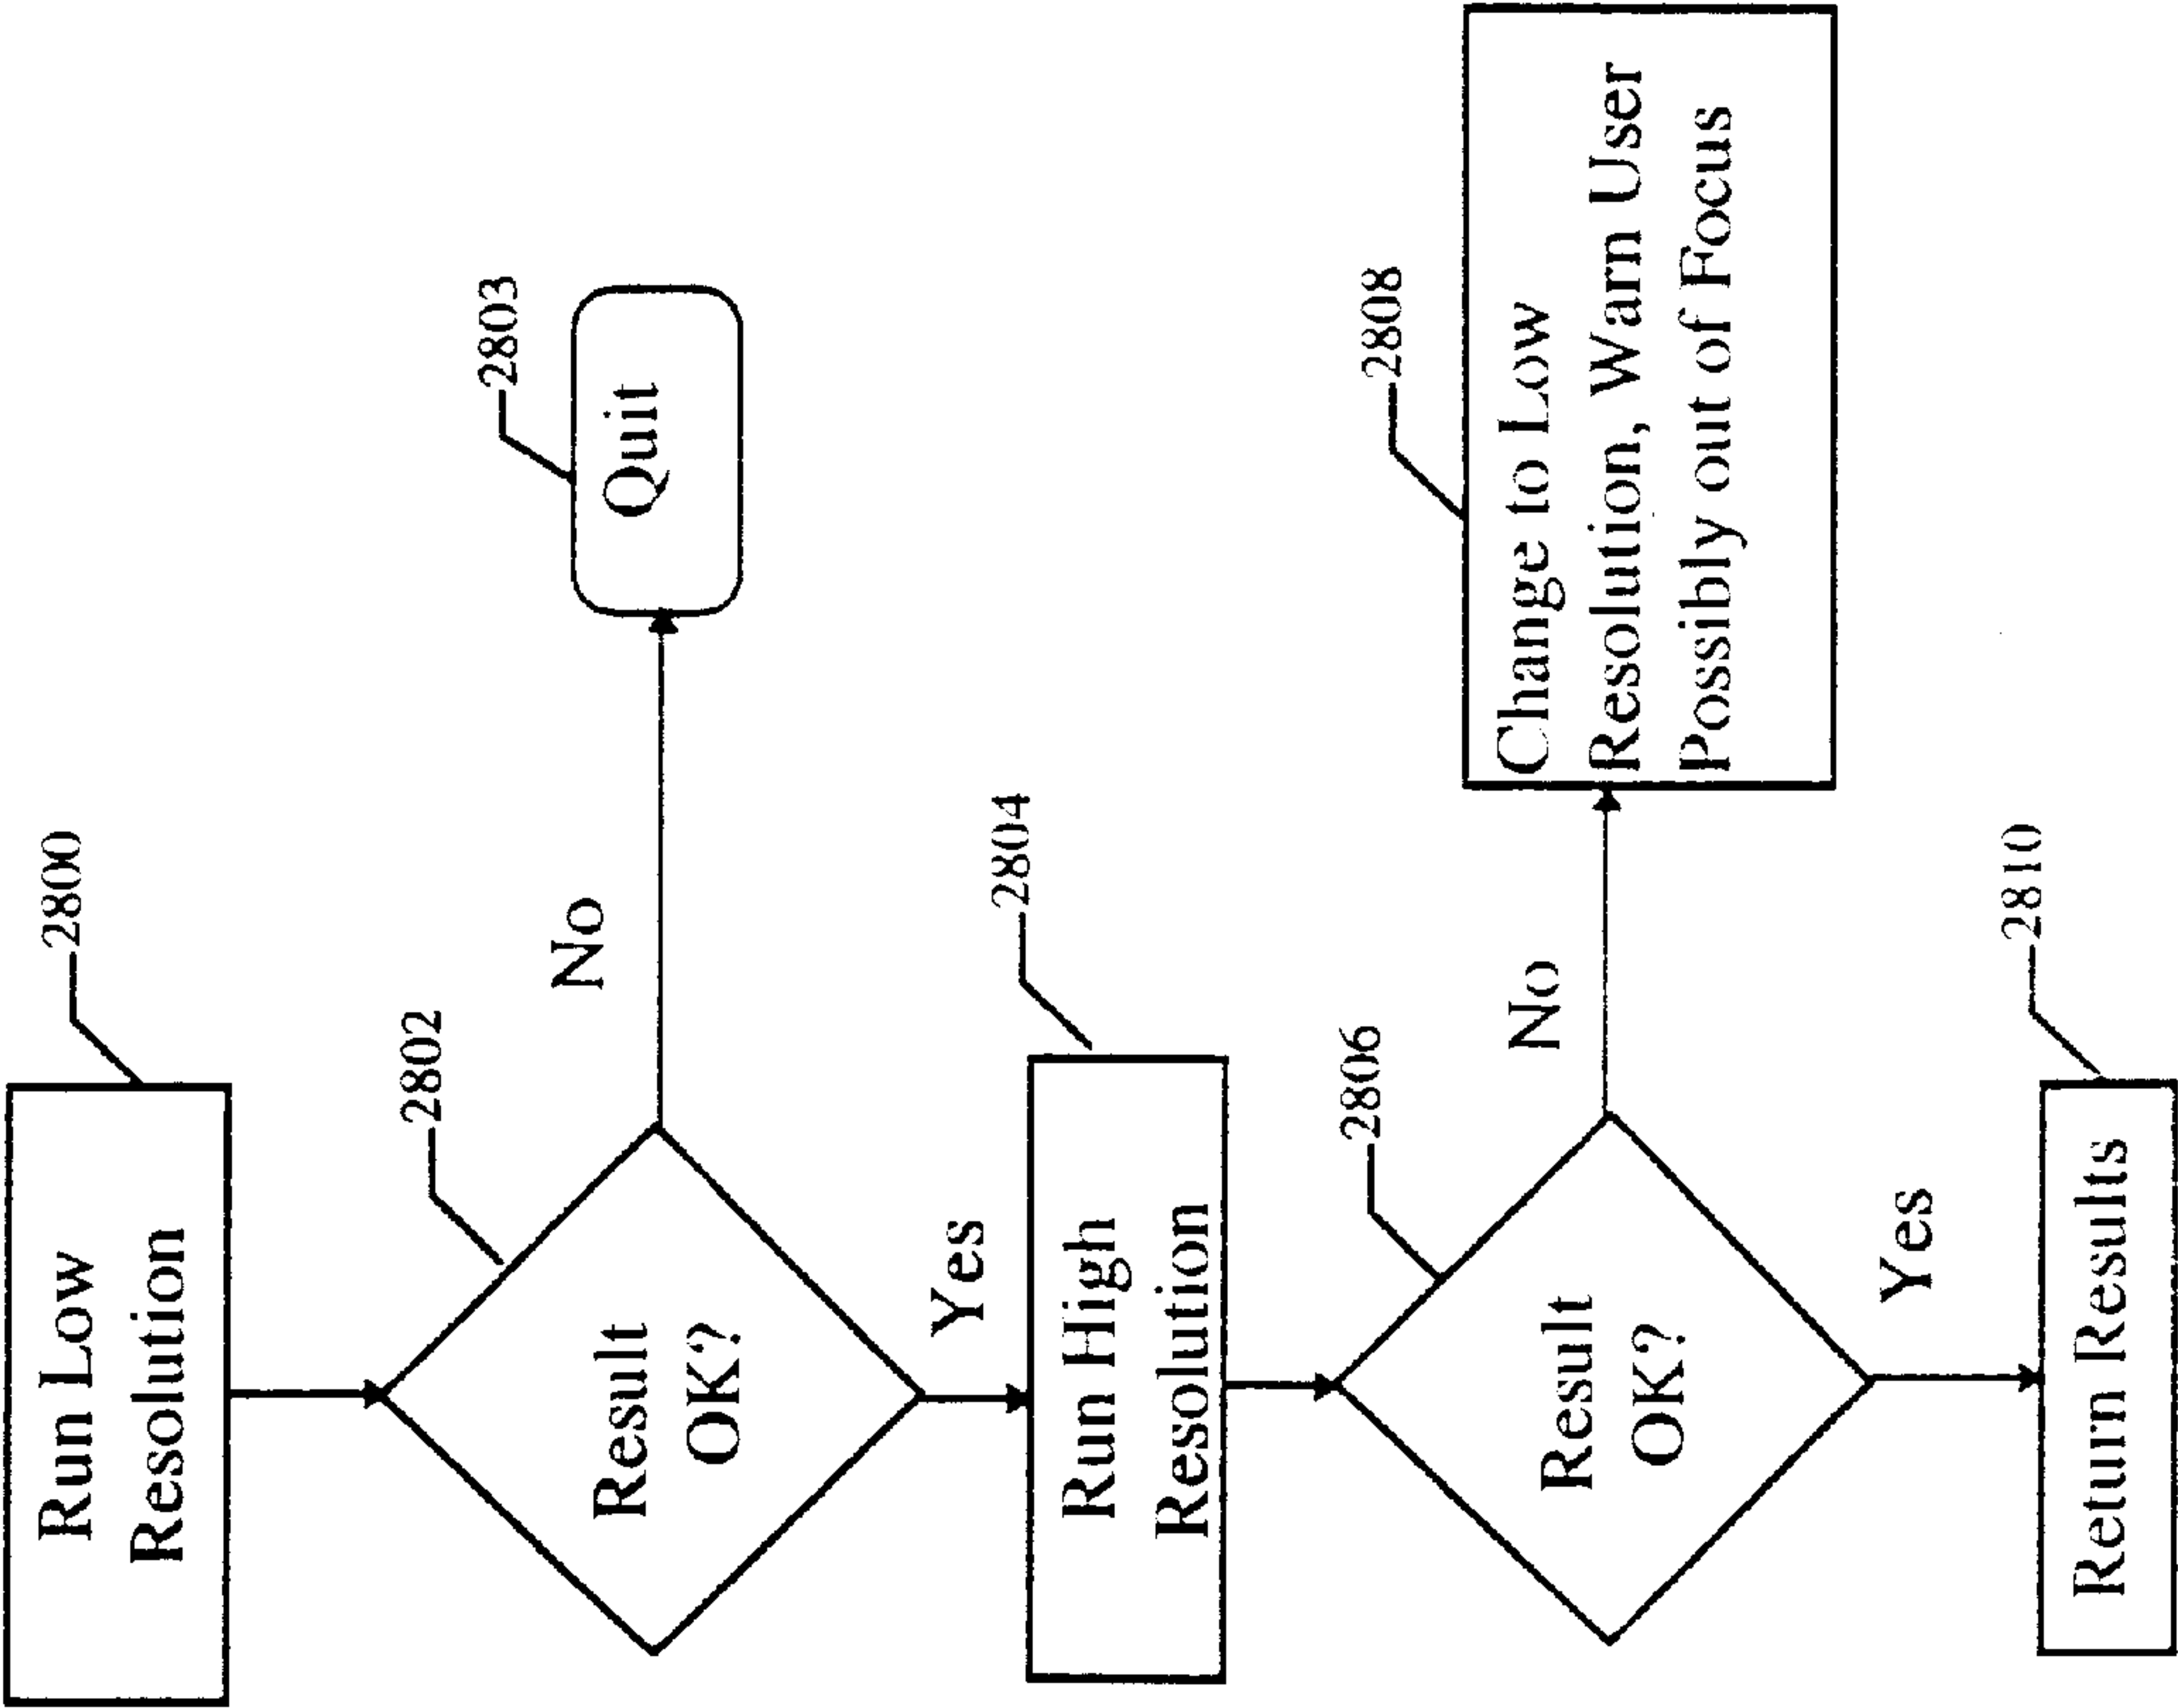 Run Low
Resolution
2800
Result
OK?
2802
No
Quit
2803
Yes
Run High
Resolution
2804
Result
OK?
2806
No
Change to Low
Resolution, Warn User
Possibly out of Focus
2808
Yes
Return Results
2810